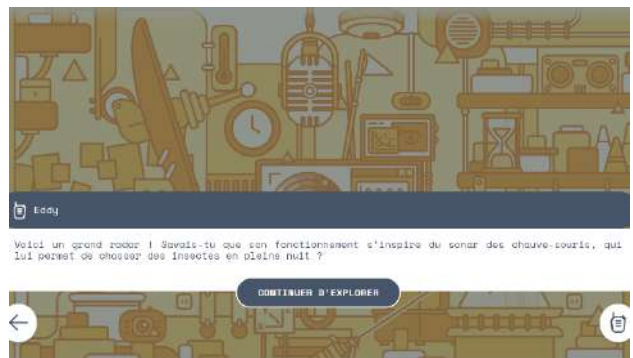 Eddy
Voici un grand radar ! Savais-tu que son fonctionnement s'inspire du sonar des chauve-souris, qui
lui permet de chasser des insectes en pleine nuit ?
CONTINUER D'EXPLORER